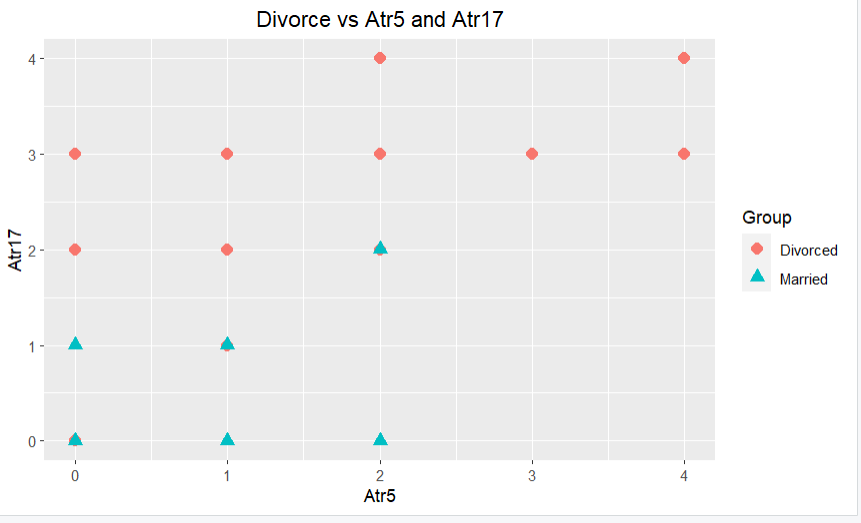 Divorce vs Atr5 and Atr17
4
3
2
1
0
Atr17
0 1 2 3 4
Atr5
Group
Divorced
Married